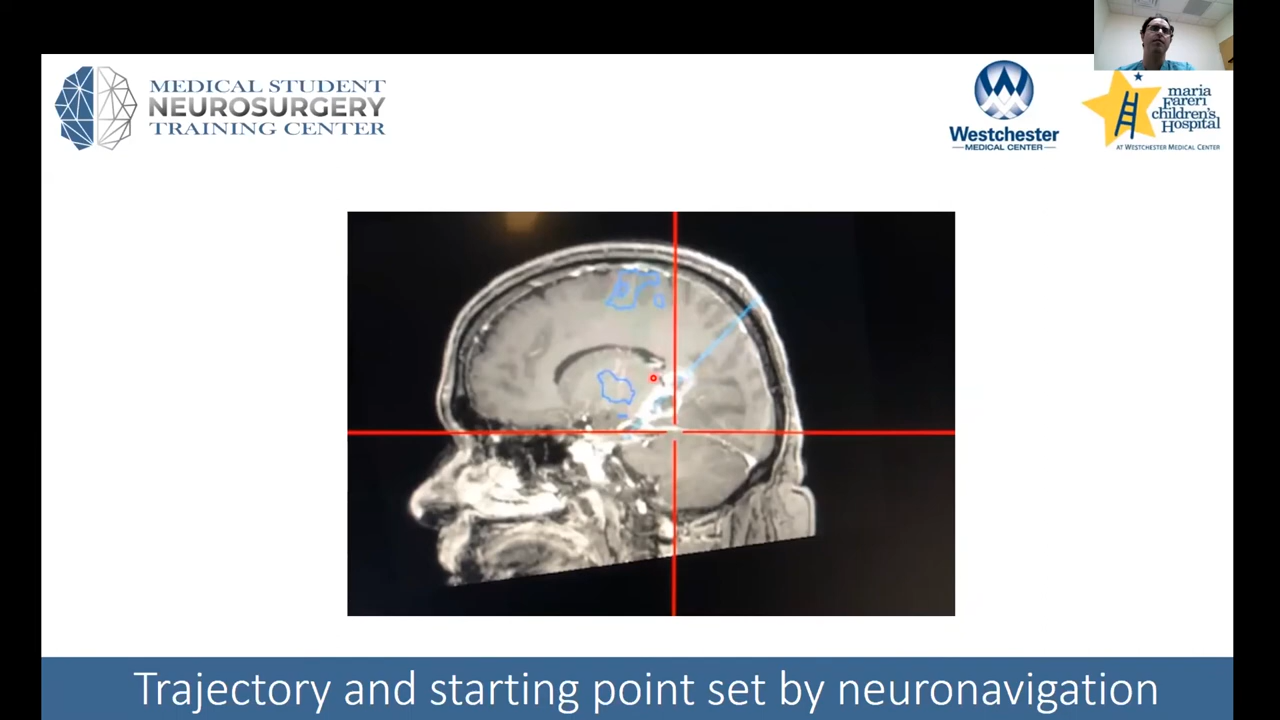 MEDICAL STUDENT
NEUROSURGERY
TRAINING CENTER
Westchester
MEDICAL CENTER
maria
fareri
children's
Hospital
AT WESTCHESTER MEDICAL CENTER
Trajectory and starting point set by neuronavigation